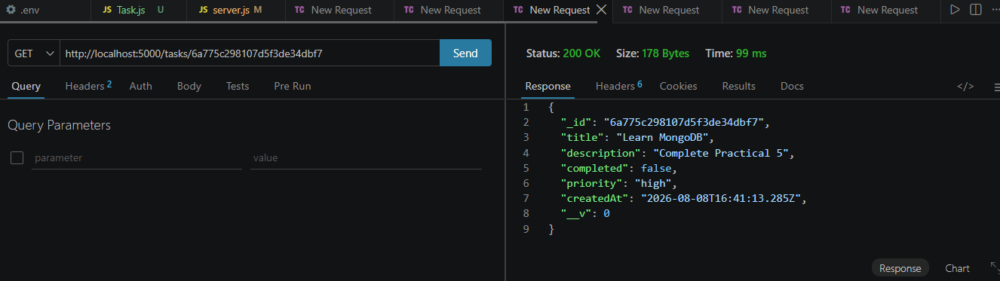 .env
JS Task.js U
JS server.js M
TC New Request
TC New Request
TC New Request
TC New Request
TC New Request
TC New Request
GET http://localhost:5000/tasks/6a775c298107d5f3de34dbf7 Send
Query Headers 2 Auth Body Tests Pre Run
Query Parameters
parameter value
Status: 200 OK Size: 178 Bytes Time: 99 ms
Response Headers 6 Cookies Results Docs </>
1 {
2 "_id": "6a775c298107d5f3de34dbf7",
3 "title": "Learn MongoDB",
4 "description": "Complete Practical 5",
5 "completed": false,
6 "priority": "high",
7 "createdAt": "2026-08-08T16:41:13.285Z",
8 "__v": 0
9 }
Response Chart